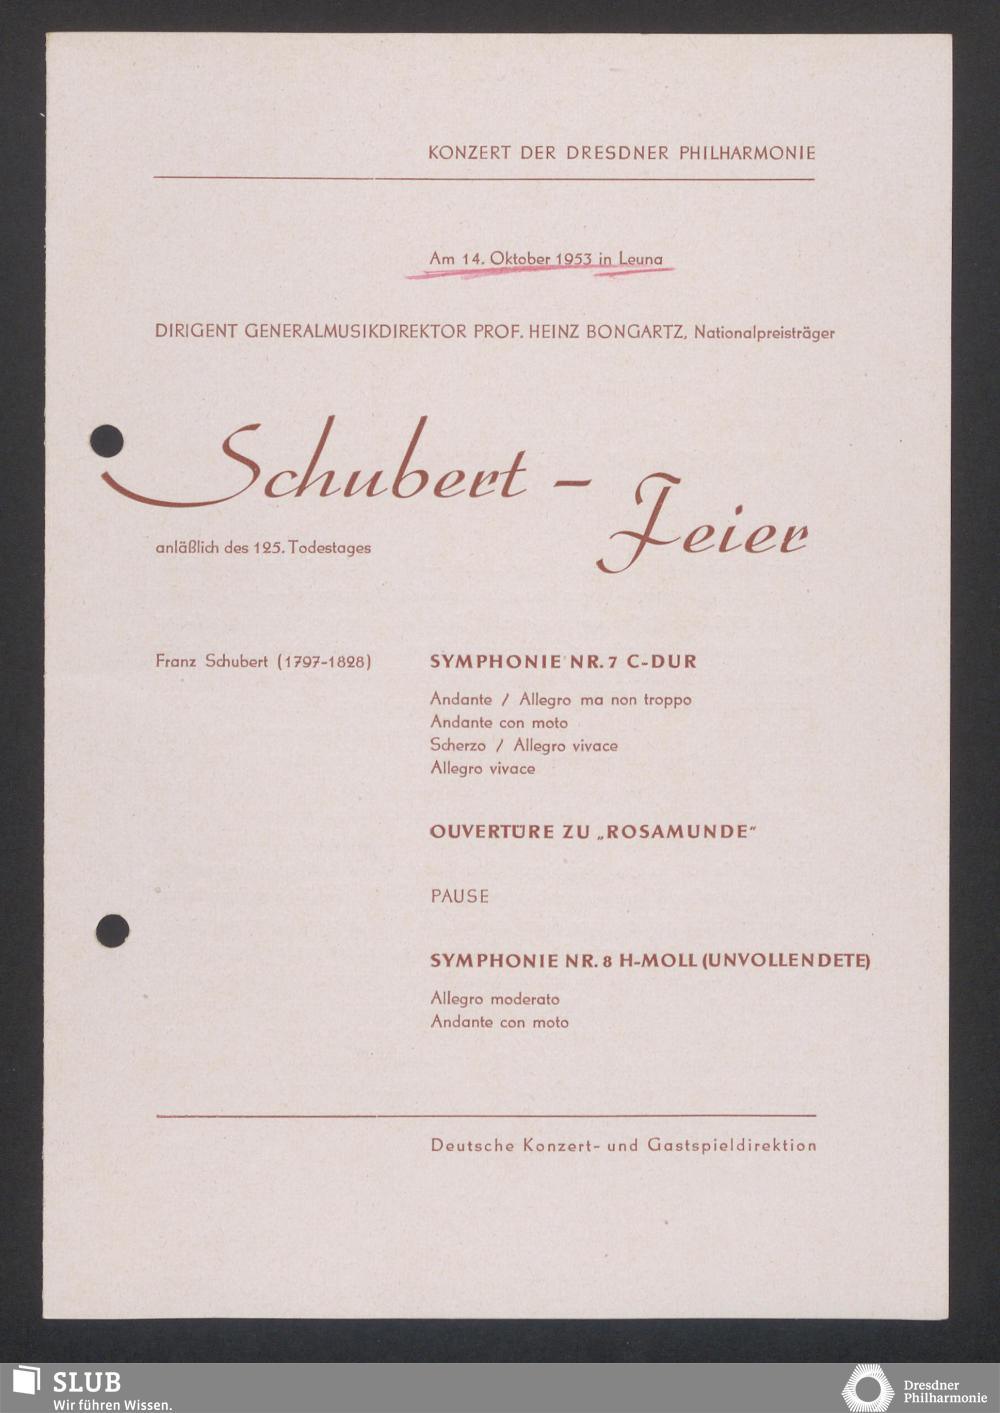 KONZERT DER DRESDNER PHILHARMONIE
Am 14. Oktober 1953 in Leuna
DIRIGENT GENERALMUSIKDIREKTOR PROF. HEINZ BONGARTZ, Nationalpreisträger
Schubert –
Feier
anläßlich des 125. Todestages
Franz Schubert (1797-1828)
SYMPHONIE NR. 7 C-DUR
Andante / Allegro ma non troppo
Andante con moto
Scherzo / Allegro vivace
Allegro vivace
OUVERTÜRE ZU „ROSAMUNDE"
PAUSE
SYMPHONIE NR. 8 H-MOLL (UNVOLLENDETE)
Allegro moderato
Andante con moto
Deutsche Konzert- und Gastspieldirektion
SLUB
Wir führen Wissen.
Dresdner
Philharmonie